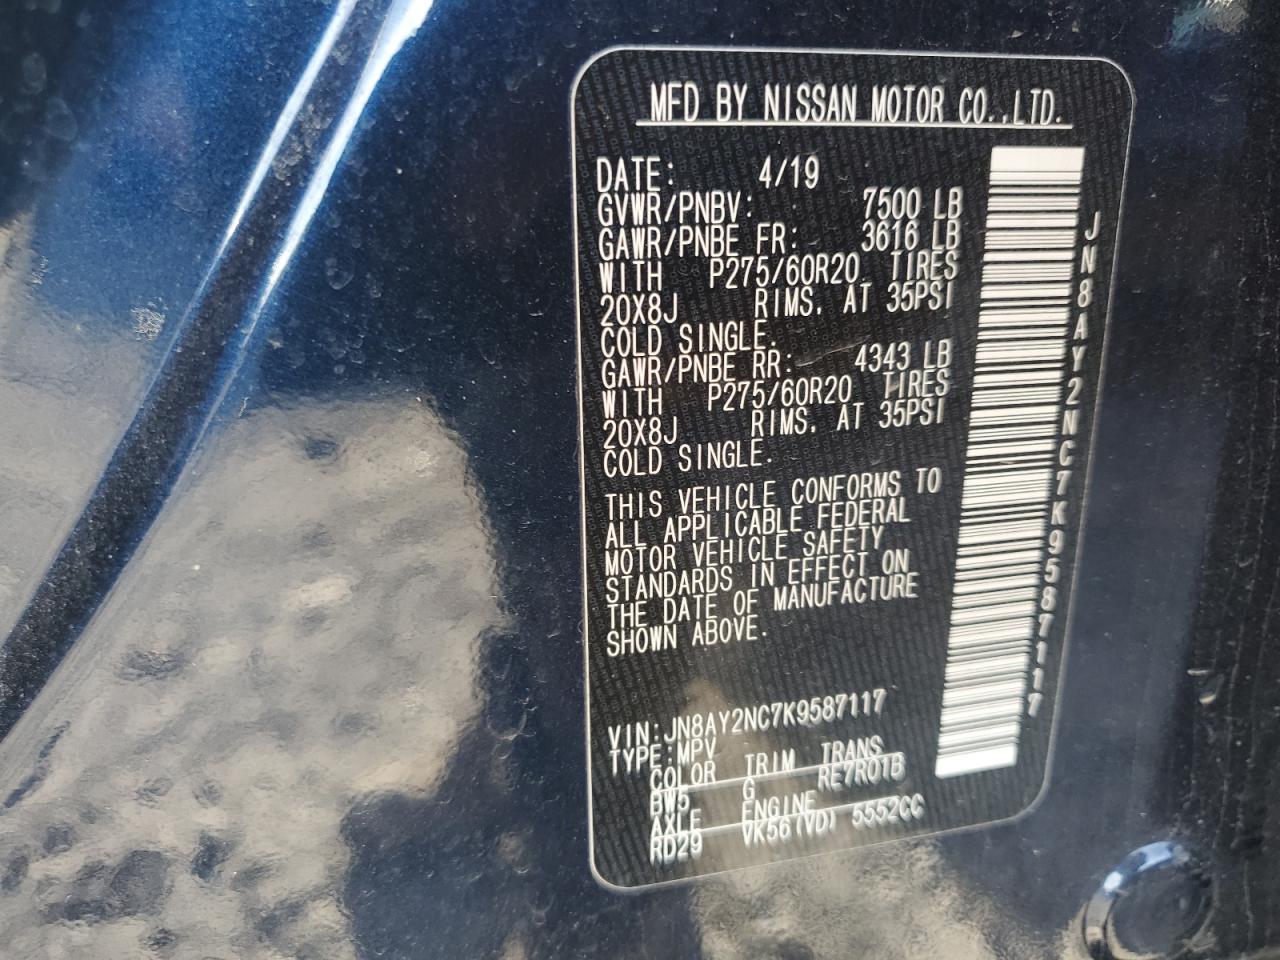 MFD BY NISSAN MOTOR CO.,LTD.
DATE: 4/19
GVWR/PNBV: 7500 LB
GAWR/PNBE FR: 3616 LB
WITH P275/60R20 TIRES
20X8J RIMS, AT 35PSI
COLD SINGLE.
GAWR/PNBE RR: 4343 LB
WITH P275/60R20 TIRES
20X8J RIMS, AT 35PSI
COLD SINGLE.
THIS VEHICLE CONFORMS TO
ALL APPLICABLE FEDERAL
MOTOR VEHICLE SAFETY
STANDARDS IN EFFECT ON
THE DATE OF MANUFACTURE
SHOWN ABOVE.
VIN:JN8AY2NC7K9587117
TYPE:MPV
COLOR TRIM TRANS
BW5 G RE7R01B
AXLE ENGINE
RD29 VK56(VD) 5552CC
JN8AY2NC7K9587117